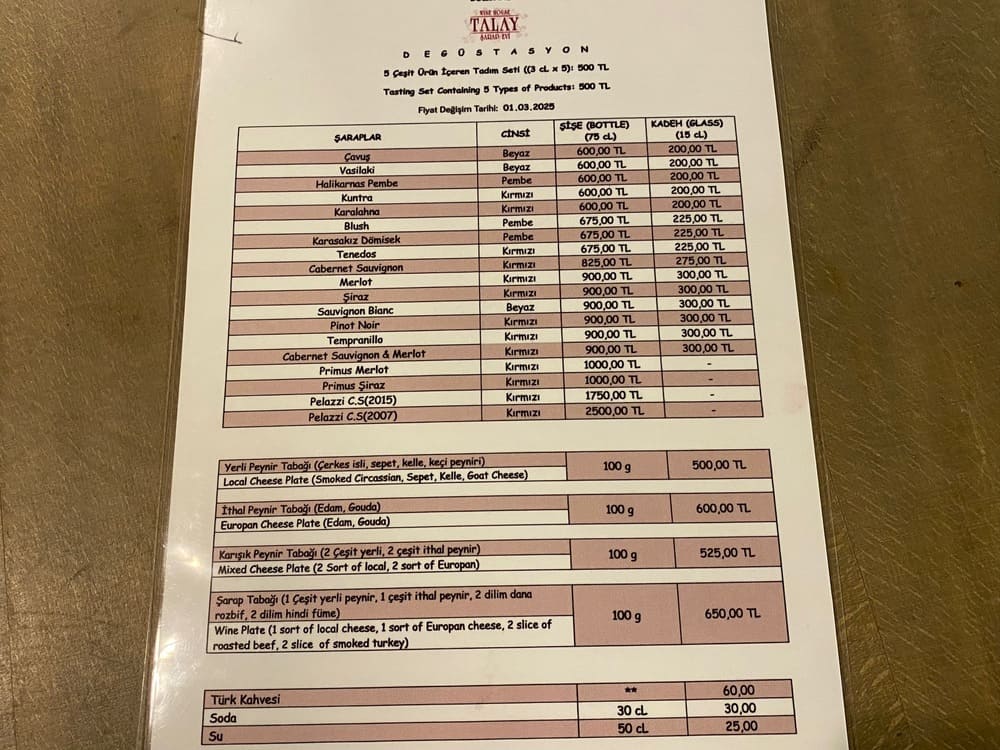 WINE HOUSE
TALAY
ŞARAP EVİ
DEGÜSTASYON
5 Çeşit Ürün İçeren Tadım Seti ((3 cL x 5): 500 TL
Tasting Set Containing 5 Types of Products: 500 TL
Fiyat Değişim Tarihi: 01.03.2025
ŞARAPLAR CİNSİ ŞİŞE (BOTTLE) (75 cL) KADEH (GLASS) (15 cL)
Çavuş Beyaz 600,00 TL 200,00 TL
Vasilaki Beyaz 600,00 TL 200,00 TL
Halikarnas Pembe Pembe 600,00 TL 200,00 TL
Kuntra Kırmızı 600,00 TL 200,00 TL
Karalahna Kırmızı 600,00 TL 200,00 TL
Blush Pembe 675,00 TL 225,00 TL
Karasakız Dömisek Pembe 675,00 TL 225,00 TL
Tenedos Kırmızı 675,00 TL 225,00 TL
Cabernet Sauvignon Kırmızı 825,00 TL 275,00 TL
Merlot Kırmızı 900,00 TL 300,00 TL
Şiraz Kırmızı 900,00 TL 300,00 TL
Sauvignon Blanc Beyaz 900,00 TL 300,00 TL
Pinot Noir Kırmızı 900,00 TL 300,00 TL
Tempranillo Kırmızı 900,00 TL 300,00 TL
Cabernet Sauvignon & Merlot Kırmızı 900,00 TL 300,00 TL
Primus Merlot Kırmızı 1000,00 TL -
Primus Şiraz Kırmızı 1000,00 TL -
Pelazzi C.S(2015) Kırmızı 1750,00 TL -
Pelazzi C.S(2007) Kırmızı 2500,00 TL -
Yerli Peynir Tabağı (Çerkes isli, sepet, kelle, keçi peyniri) 100 g 500,00 TL
Local Cheese Plate (Smoked Circassian, Sepet, Kelle, Goat Cheese)
İthal Peynir Tabağı (Edam, Gouda) 100 g 600,00 TL
Europan Cheese Plate (Edam, Gouda)
Karışık Peynir Tabağı (2 Çeşit yerli, 2 çeşit ithal peynir) 100 g 525,00 TL
Mixed Cheese Plate (2 Sort of local, 2 sort of Europan)
Şarap Tabağı (1 Çeşit yerli peynir, 1 çeşit ithal peynir, 2 dilim dana
rozbif, 2 dilim hindi füme) 100 g 650,00 TL
Wine Plate (1 sort of local cheese, 1 sort of Europan cheese, 2 slice of
roasted beef, 2 slice of smoked turkey)
Türk Kahvesi ** 60,00
Soda 30 cL 30,00
Su 50 cL 25,00